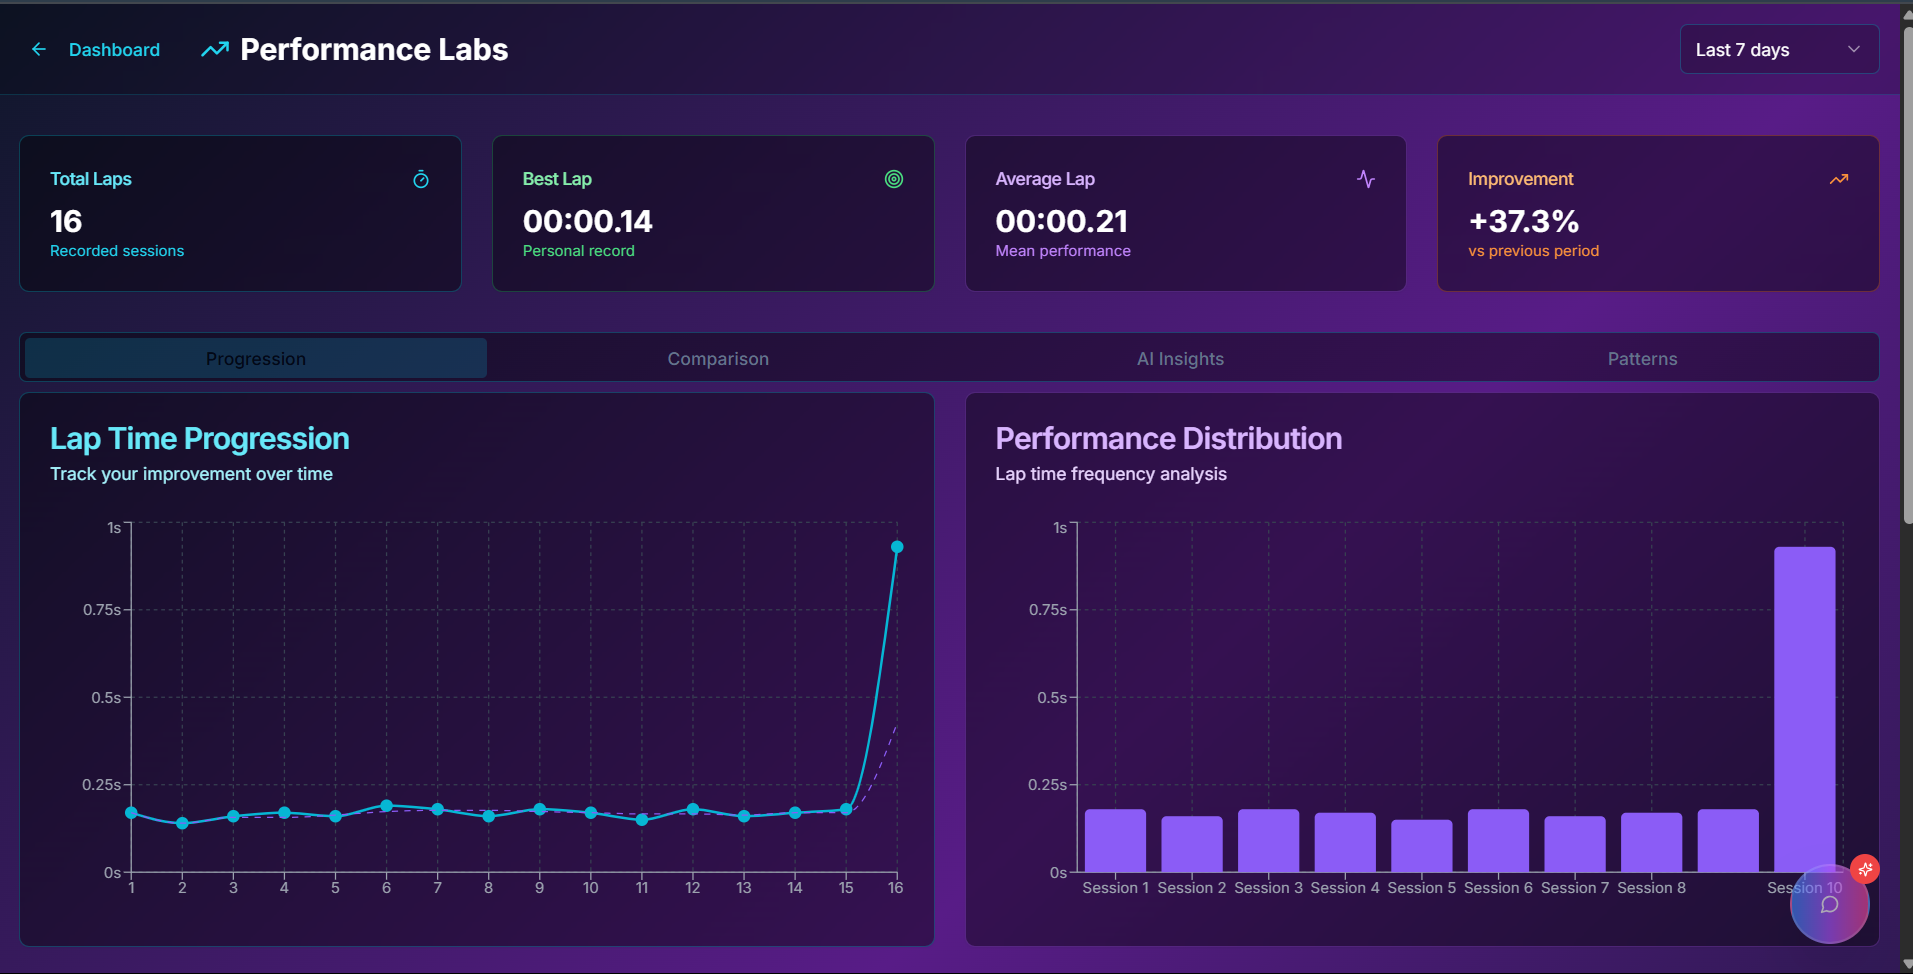 Dashboard
Performance Labs
Last 7 days
Total Laps
16
Recorded sessions
Best Lap
00:00.14
Personal record
Average Lap
00:00.21
Mean performance
Improvement
+37.3%
vs previous period
Progression
Comparison
AI Insights
Patterns
Lap Time Progression
Track your improvement over time
1s
0.75s
0.5s
0.25s
0s
1 2 3 4 5 6 7 8 9 10 11 12 13 14 15 16
Performance Distribution
Lap time frequency analysis
1s
0.75s
0.5s
0.25s
0s
Session 1 Session 2 Session 3 Session 4 Session 5 Session 6 Session 7 Session 8 Session 10